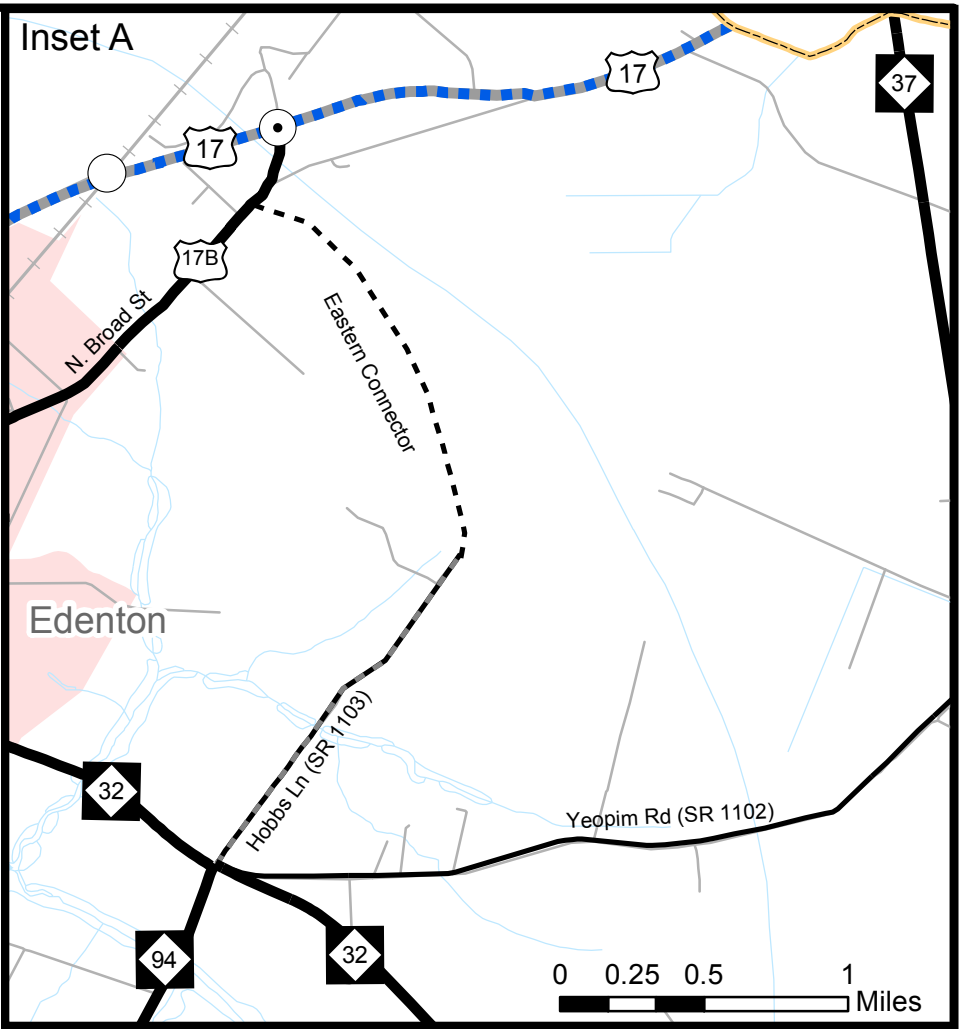 Inset A
17
37
17
17B
N. Broad St
Eastern Connector
Edenton
Hobbs Ln (SR 1103)
32
Yeopim Rd (SR 1102)
94
32
0 0.25 0.5 1
Miles